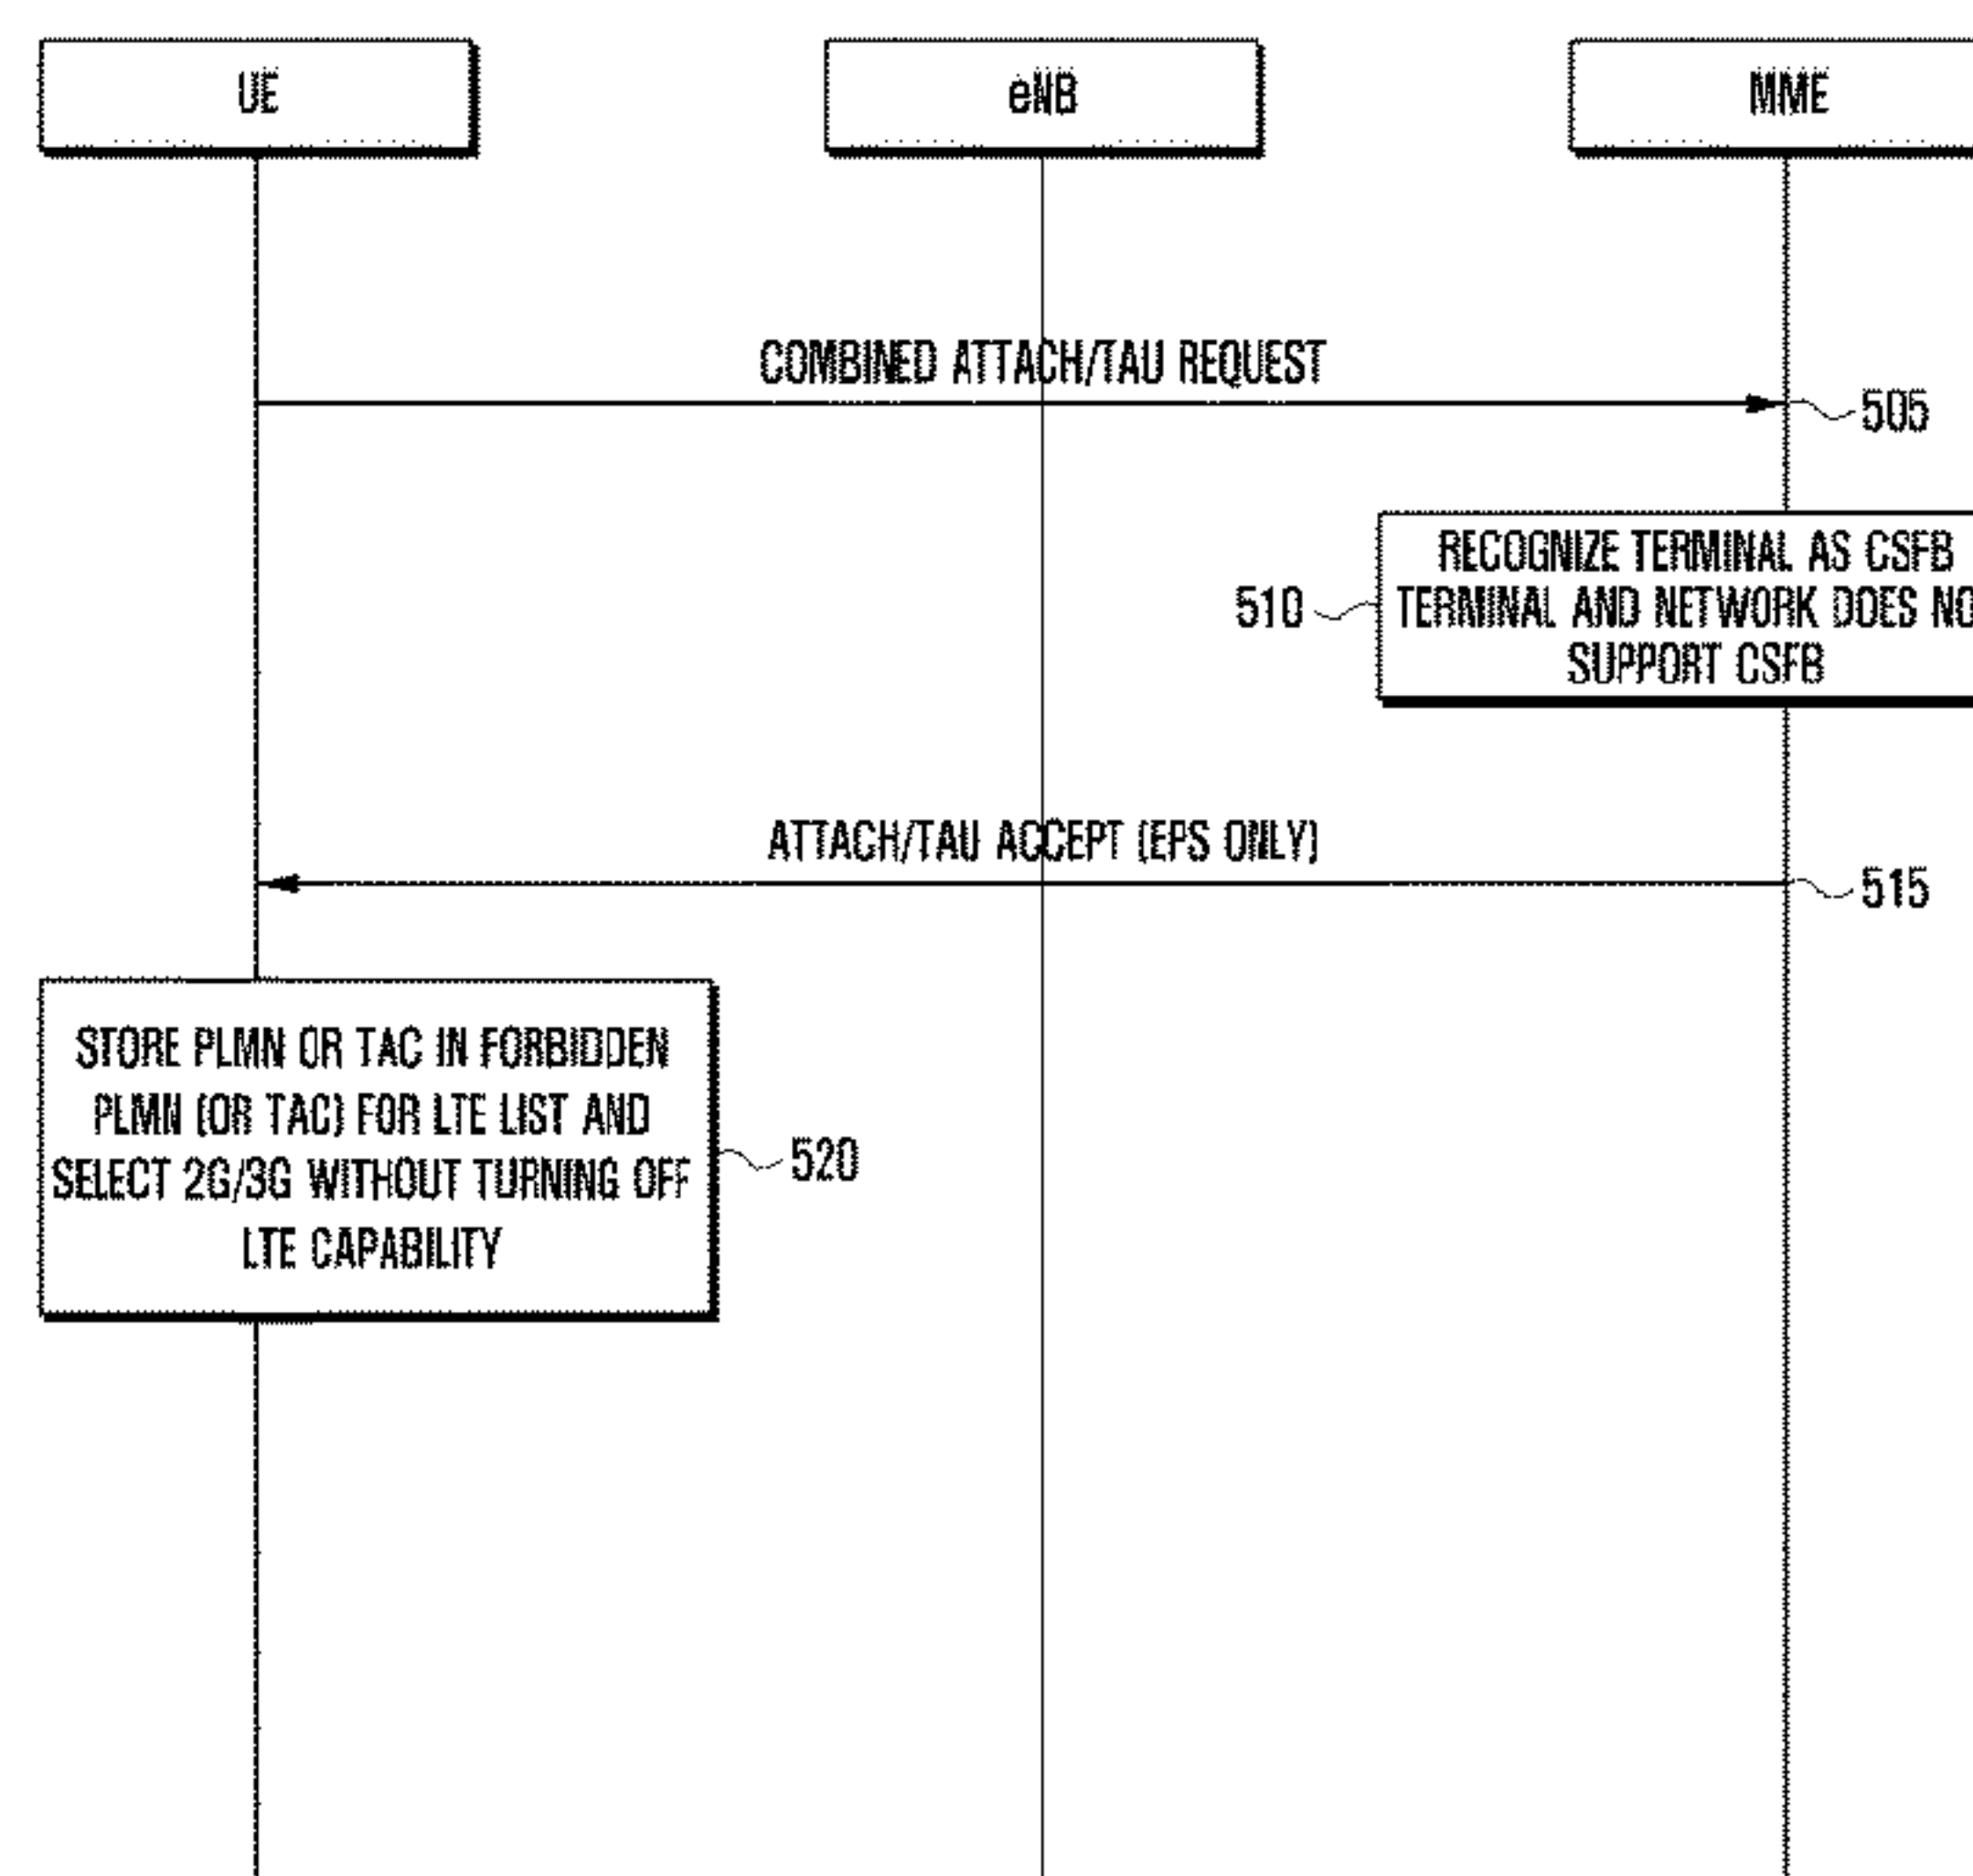 UE
eNB
MME
COMBINED ATTACH/TAU REQUEST
505
RECOGNIZE TERMINAL AS CSFB
510
TERMINAL AND NETWORK DOES
SUPPORT CSFB
ATTACH/TAU ACCEPT (EPS ONLY)
515
STORE PLMN OR TAC IN FORBIDDEN
PLMN (OR TAC) FOR LTE LIST AND
SELECT 2G/3G WITHOUT TURNING OFF
LTE CAPABILITY
520